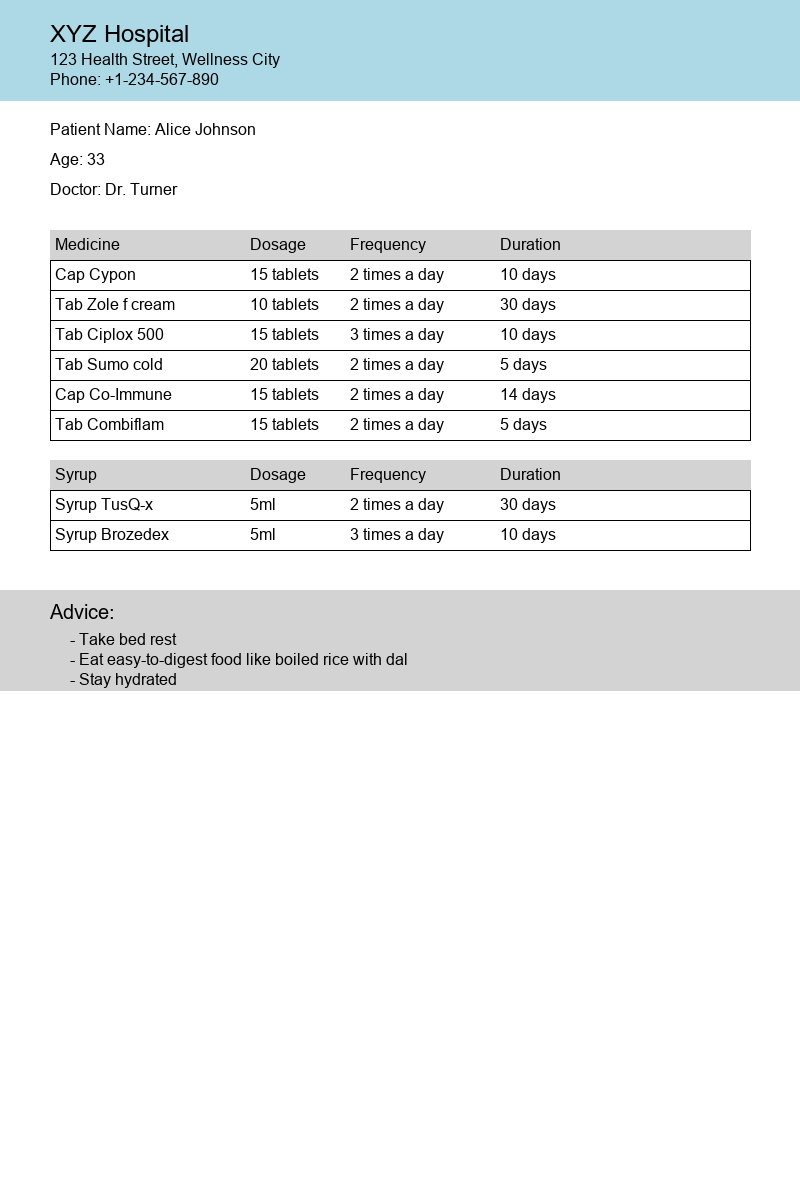 XYZ Hospital
123 Health Street, Wellness City
Phone: +1-234-567-890
Patient Name: Alice Johnson
Age: 33
Doctor: Dr. Turner
Medicine Dosage Frequency Duration
Cap Cypon 15 tablets 2 times a day 10 days
Tab Zole f cream 10 tablets 2 times a day 30 days
Tab Ciplox 500 15 tablets 3 times a day 10 days
Tab Sumo cold 20 tablets 2 times a day 5 days
Cap Co-Immune 15 tablets 2 times a day 14 days
Tab Combiflam 15 tablets 2 times a day 5 days
Syrup Dosage Frequency Duration
Syrup TusQ-x 5ml 2 times a day 30 days
Syrup Brozedex 5ml 3 times a day 10 days
Advice:
- Take bed rest
- Eat easy-to-digest food like boiled rice with dal
- Stay hydrated